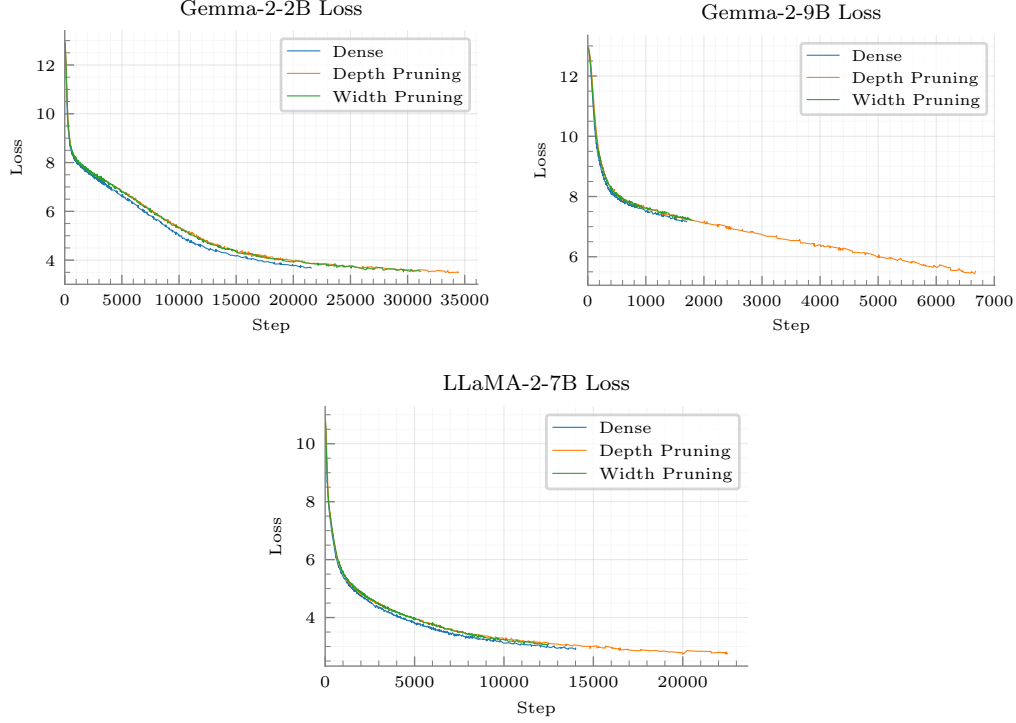 Gemma-2-2B Loss
Dense
Depth Pruning
Width Pruning
12
10
8
6
4
Loss
0 5000 10000 15000 20000 25000 30000 35000
Step
Gemma-2-9B Loss
Dense
Depth Pruning
Width Pruning
12
10
8
6
Loss
0 1000 2000 3000 4000 5000 6000 7000
Step
LLaMA-2-7B Loss
Dense
Depth Pruning
Width Pruning
10
8
6
4
Loss
0 5000 10000 15000 20000
Step